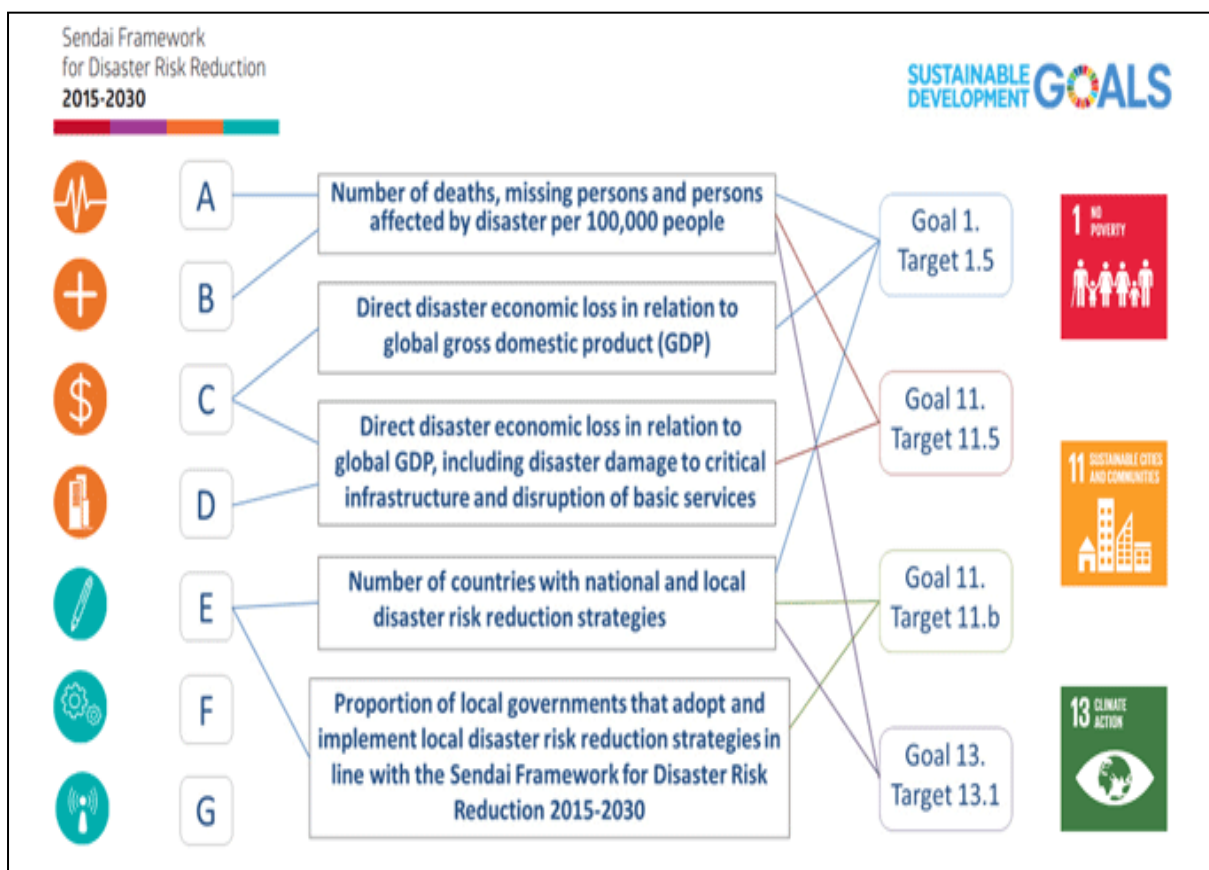 Sendai Framework
for Disaster Risk Reduction
2015-2030
SUSTAINABLE
DEVELOPMENT GOALS
A
B
C
D
E
F
G
Number of deaths, missing persons and persons
affected by disaster per 100,000 people
Direct disaster economic loss in relation to
global gross domestic product (GDP)
Direct disaster economic loss in relation to
global GDP, including disaster damage to critical
infrastructure and disruption of basic services
Number of countries with national and local
disaster risk reduction strategies
Proportion of local governments that adopt and
implement local disaster risk reduction strategies in
line with the Sendai Framework for Disaster Risk
Reduction 2015-2030
Goal 1.
Target 1.5
Goal 11.
Target 11.5
Goal 11.
Target 11.b
Goal 13.
Target 13.1
1 NO
POVERTY
11 SUSTAINABLE CITIES
AND COMMUNITIES
13 CLIMATE
ACTION
$